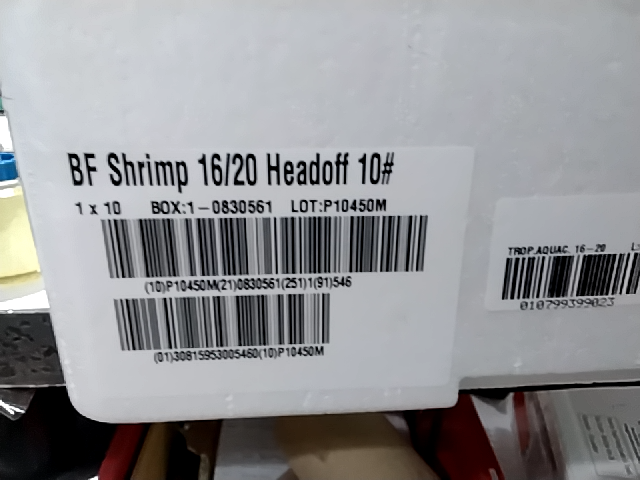 BF Shrimp 16/20 Headoff 10#
1 x 10 BOX:1-0830561 LOT:P10450M
(10)P10450M(21)0830561(251)1(91)546
(01)30815953005460(10)P10450M
TROP.AQUAC. 16-20 L:
010799399023